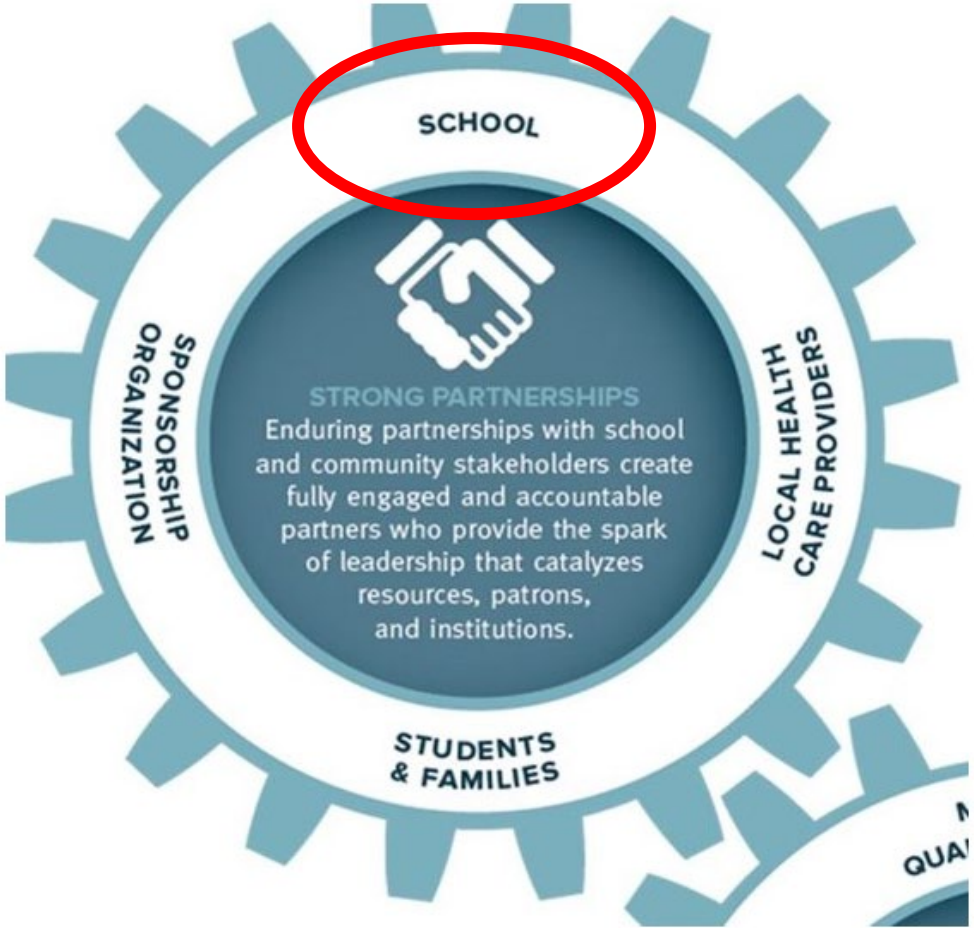 SCHOOL
SPONSORSHIP
ORGANIZATION
LOCAL HEALTH
CARE PROVIDERS
STRONG PARTNERSHIPS
Enduring partnerships with school
and community stakeholders create
fully engaged and accountable
partners who provide the spark
of leadership that catalyzes
resources, patrons,
and institutions.
STUDENTS
& FAMILIES